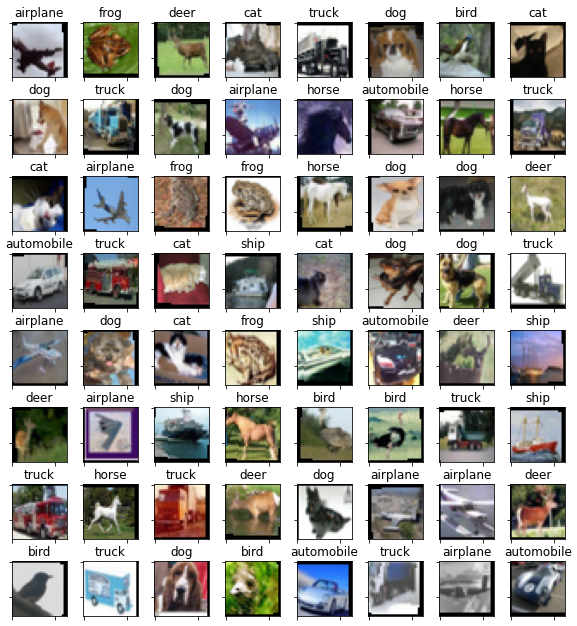 airplane frog deer cat truck dog bird cat
dog truck dog airplane horse automobile horse truck
cat airplane frog frog horse dog dog deer
automobile truck cat ship cat dog dog truck
airplane dog cat frog ship automobile deer ship
deer airplane ship horse bird bird truck ship
truck horse truck deer dog airplane airplane deer
bird truck dog bird automobile truck airplane automobile